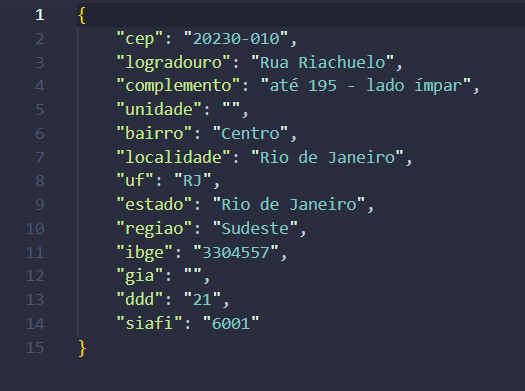 1 {
2 "cep": "20230-010",
3 "logradouro": "Rua Riachuelo",
4 "complemento": "até 195 - lado ímpar",
5 "unidade": "",
6 "bairro": "Centro",
7 "localidade": "Rio de Janeiro",
8 "uf": "RJ",
9 "estado": "Rio de Janeiro",
10 "regiao": "Sudeste",
11 "ibge": "3304557",
12 "gia": "",
13 "ddd": "21",
14 "siafi": "6001"
15 }